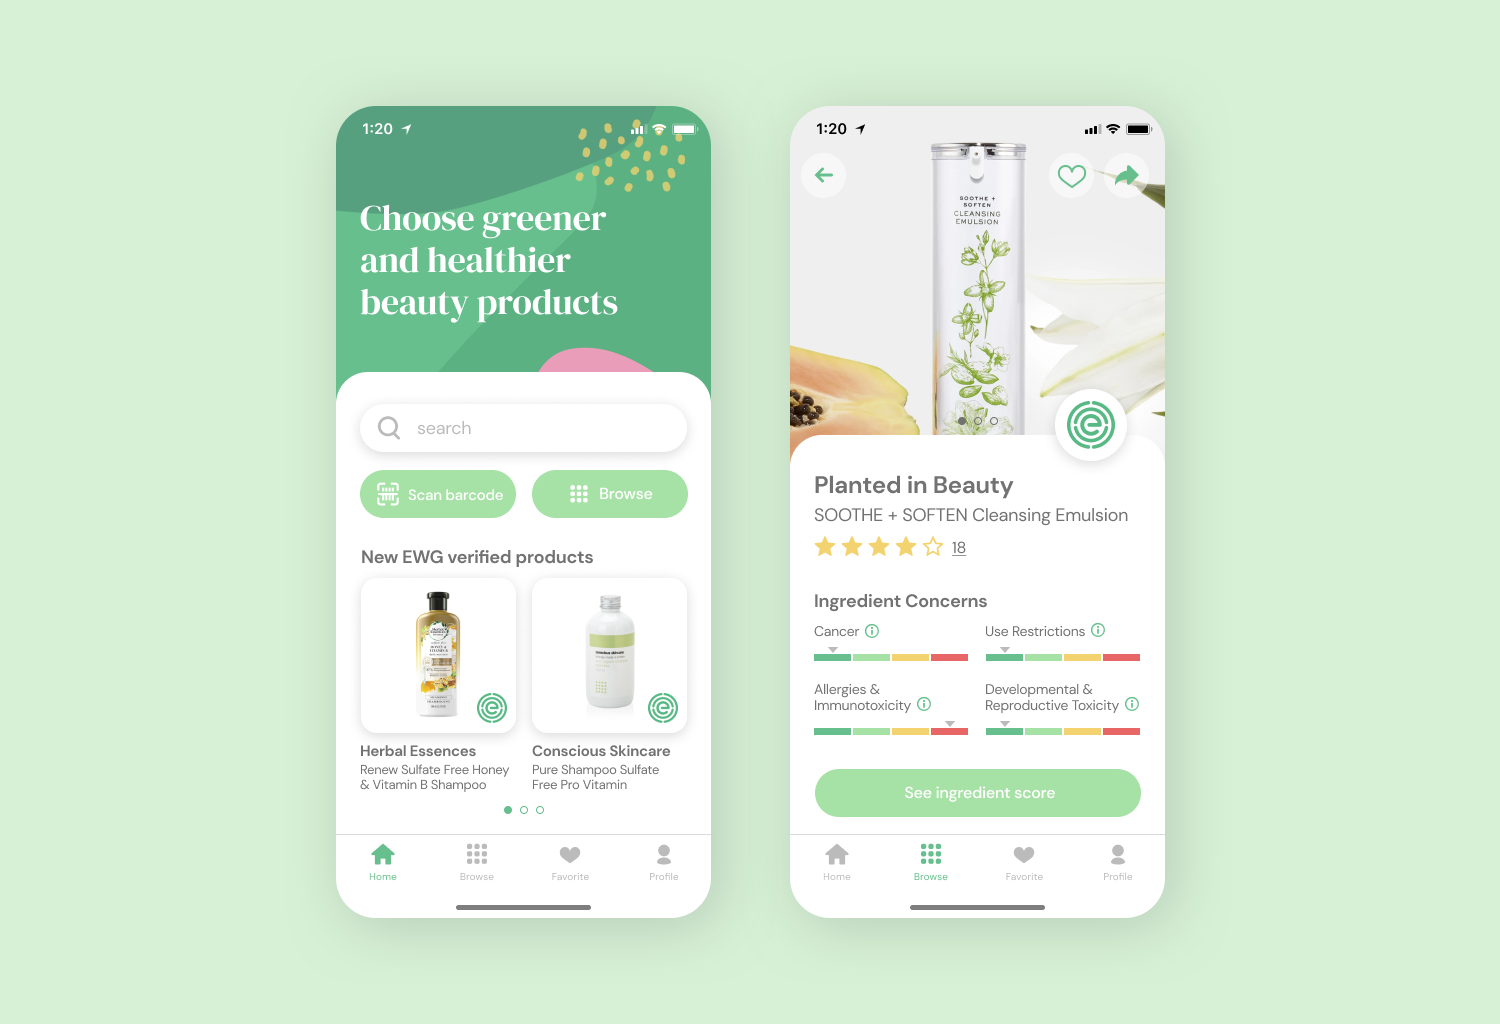 1:20
Choose greener
and healthier
beauty products
search
Scan barcode
Browse
New EWG verified products
Herbal Essences
Renew Sulfate Free Honey
& Vitamin B Shampoo
Conscious Skincare
Pure Shampoo Sulfate
Free Pro Vitamin
Home
Browse
Favorite
Profile
1:20
SOOTHE +
SOFTEN
CLEANSING
EMULSION
e
Planted in Beauty
SOOTHE + SOFTEN Cleansing Emulsion
18
Ingredient Concerns
Cancer
Use Restrictions
Allergies &
Immunotoxicity
Developmental &
Reproductive Toxicity
See ingredient score
Home
Browse
Favorite
Profile